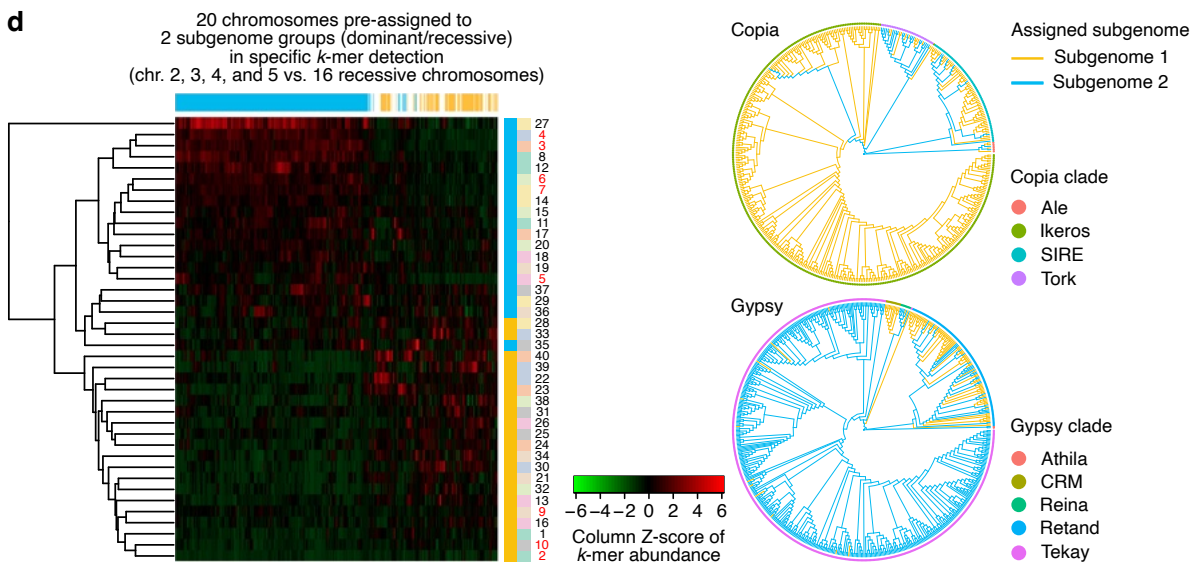 d
20 chromosomes pre-assigned to
2 subgenome groups (dominant/recessive)
in specific k-mer detection
(chr. 2, 3, 4, and 5 vs. 16 recessive chromosomes)
27
4
3
8
12
6
7
14
15
11
17
20
18
19
5
37
29
36
28
33
35
40
39
22
23
38
31
26
25
24
34
30
21
32
13
9
16
1
10
2
−6 −4 −2 0 2 4 6
Column Z-score of
k-mer abundance
Copia
Gypsy
Assigned subgenome
Subgenome 1
Subgenome 2
Copia clade
Ale
Ikeros
SIRE
Tork
Gypsy clade
Athila
CRM
Reina
Retand
Tekay